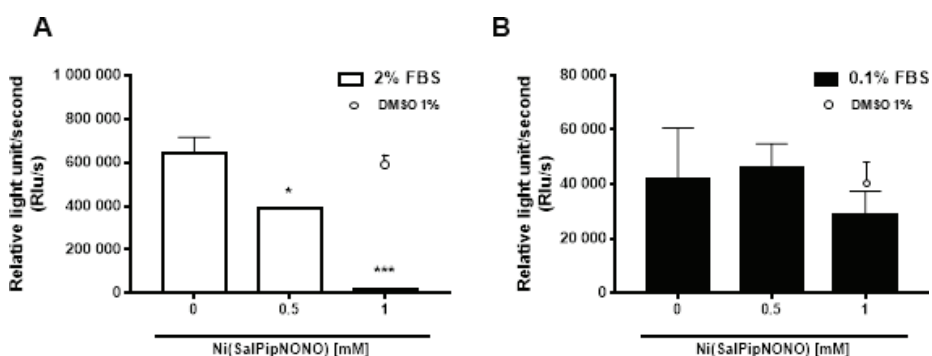 A
Relative light unit/second
(Rlu/s)
1 000 000
800 000
600 000
400 000
200 000
0
2% FBS
DMSO 1%
*
***
0
0.5
1
Ni(SalPipNONO) [mM]
B
Relative light unit/second
(Rlu/s)
80 000
60 000
40 000
20 000
0
0.1% FBS
DMSO 1%
0
0.5
1
Ni(SalPipNONO) [mM]